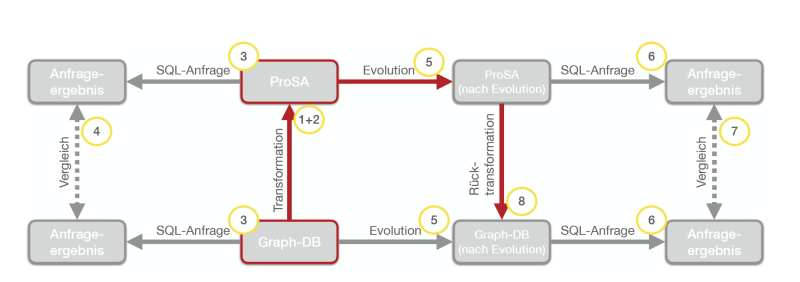 3
5
6
SQL-Anfrage
Evolution
SQL-Anfrage
Anfrage-
ergebnis
ProSA
ProSA
(nach Evolution)
Anfrage-
ergebnis
4
1+2
7
Vergleich
Transformation
Rück-
transformation
Vergleich
8
3
5
6
SQL-Anfrage
Evolution
SQL-Anfrage
Anfrage-
ergebnis
Graph-DB
Graph-DB
(nach Evolution)
Anfrage-
ergebnis